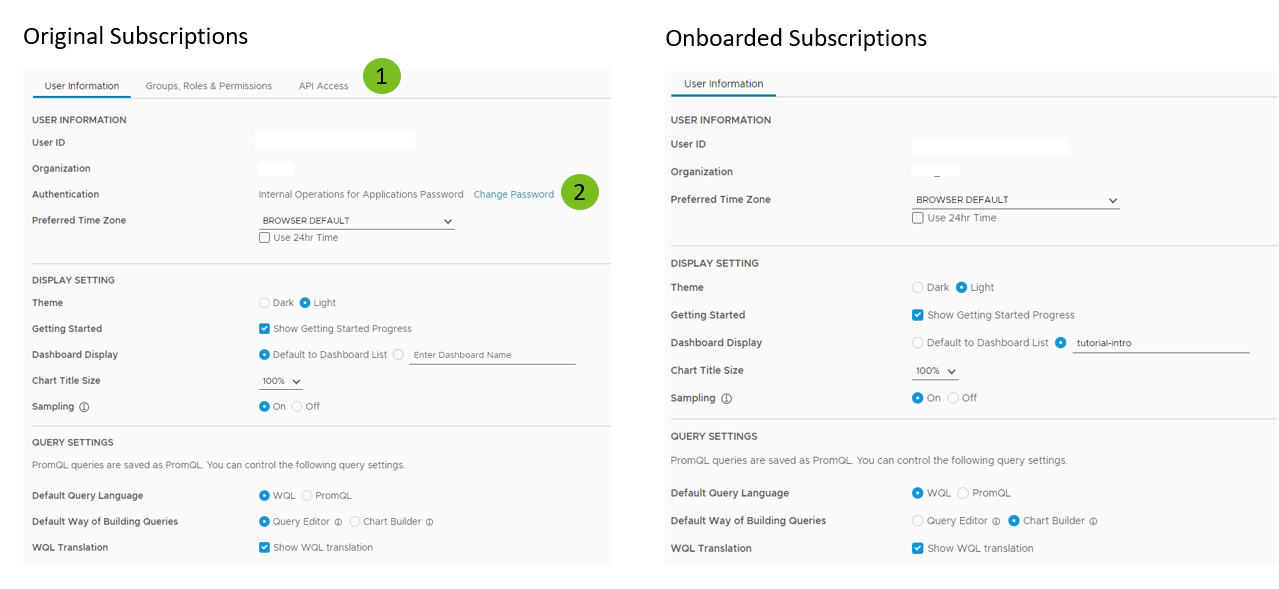 Original Subscriptions
User Information Groups, Roles & Permissions API Access 1
USER INFORMATION
User ID
Organization
Authentication Internal Operations for Applications Password Change Password 2
Preferred Time Zone BROWSER DEFAULT
Use 24hr Time
DISPLAY SETTING
Theme Dark Light
Getting Started Show Getting Started Progress
Dashboard Display Default to Dashboard List Enter Dashboard Name
Chart Title Size 100%
Sampling On Off
QUERY SETTINGS
PromQL queries are saved as PromQL. You can control the following query settings.
Default Query Language WQL PromQL
Default Way of Building Queries Query Editor Chart Builder
WQL Translation Show WQL translation
Onboarded Subscriptions
User Information
USER INFORMATION
User ID
Organization
Preferred Time Zone BROWSER DEFAULT
Use 24hr Time
DISPLAY SETTING
Theme Dark Light
Getting Started Show Getting Started Progress
Dashboard Display Default to Dashboard List tutorial-intro
Chart Title Size 100%
Sampling On Off
QUERY SETTINGS
PromQL queries are saved as PromQL. You can control the following query settings.
Default Query Language WQL PromQL
Default Way of Building Queries Query Editor Chart Builder
WQL Translation Show WQL translation